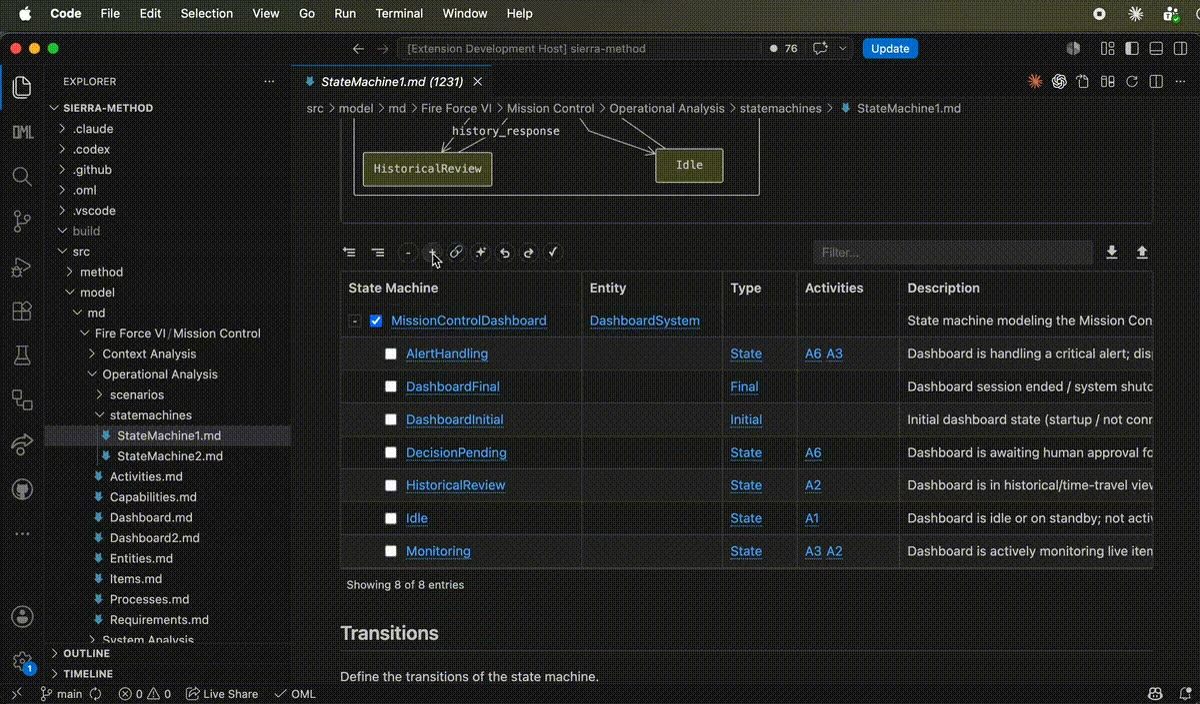 Code File Edit Selection View Go Run Terminal Window Help
[Extension Development Host] sierra-method
76
Update
EXPLORER
StateMachine1.md (1231)
SIERRA-METHOD
src > model > md > Fire Force VI > Mission Control > Operational Analysis > statemachines > StateMachine1.md
.claude
.codex
.github
.oml
.vscode
build
src
method
model
md
Fire Force VI / Mission Control
Context Analysis
Operational Analysis
scenarios
statemachines
StateMachine1.md
StateMachine2.md
Activities.md
Capabilities.md
Dashboard.md
Dashboard2.md
Entities.md
Items.md
Processes.md
Requirements.md
System Analysis
OUTLINE
TIMELINE
OML
1
history_response
HistoricalReview
Idle
Filter...
State Machine Entity Type Activities Description
- MissionControlDashboard DashboardSystem State machine modeling the Mission Con
AlertHandling State A6 A3 Dashboard is handling a critical alert; dis
DashboardFinal Final Dashboard session ended / system shutd
DashboardInitial Initial Initial dashboard state (startup / not conn
DecisionPending State A6 Dashboard is awaiting human approval fo
HistoricalReview State A2 Dashboard is in historical/time-travel viev
Idle State A1 Dashboard is idle or on standby; not activ
Monitoring State A3 A2 Dashboard is actively monitoring live iten
Showing 8 of 8 entries
Transitions
Define the transitions of the state machine.
main 0 0 Live Share OML